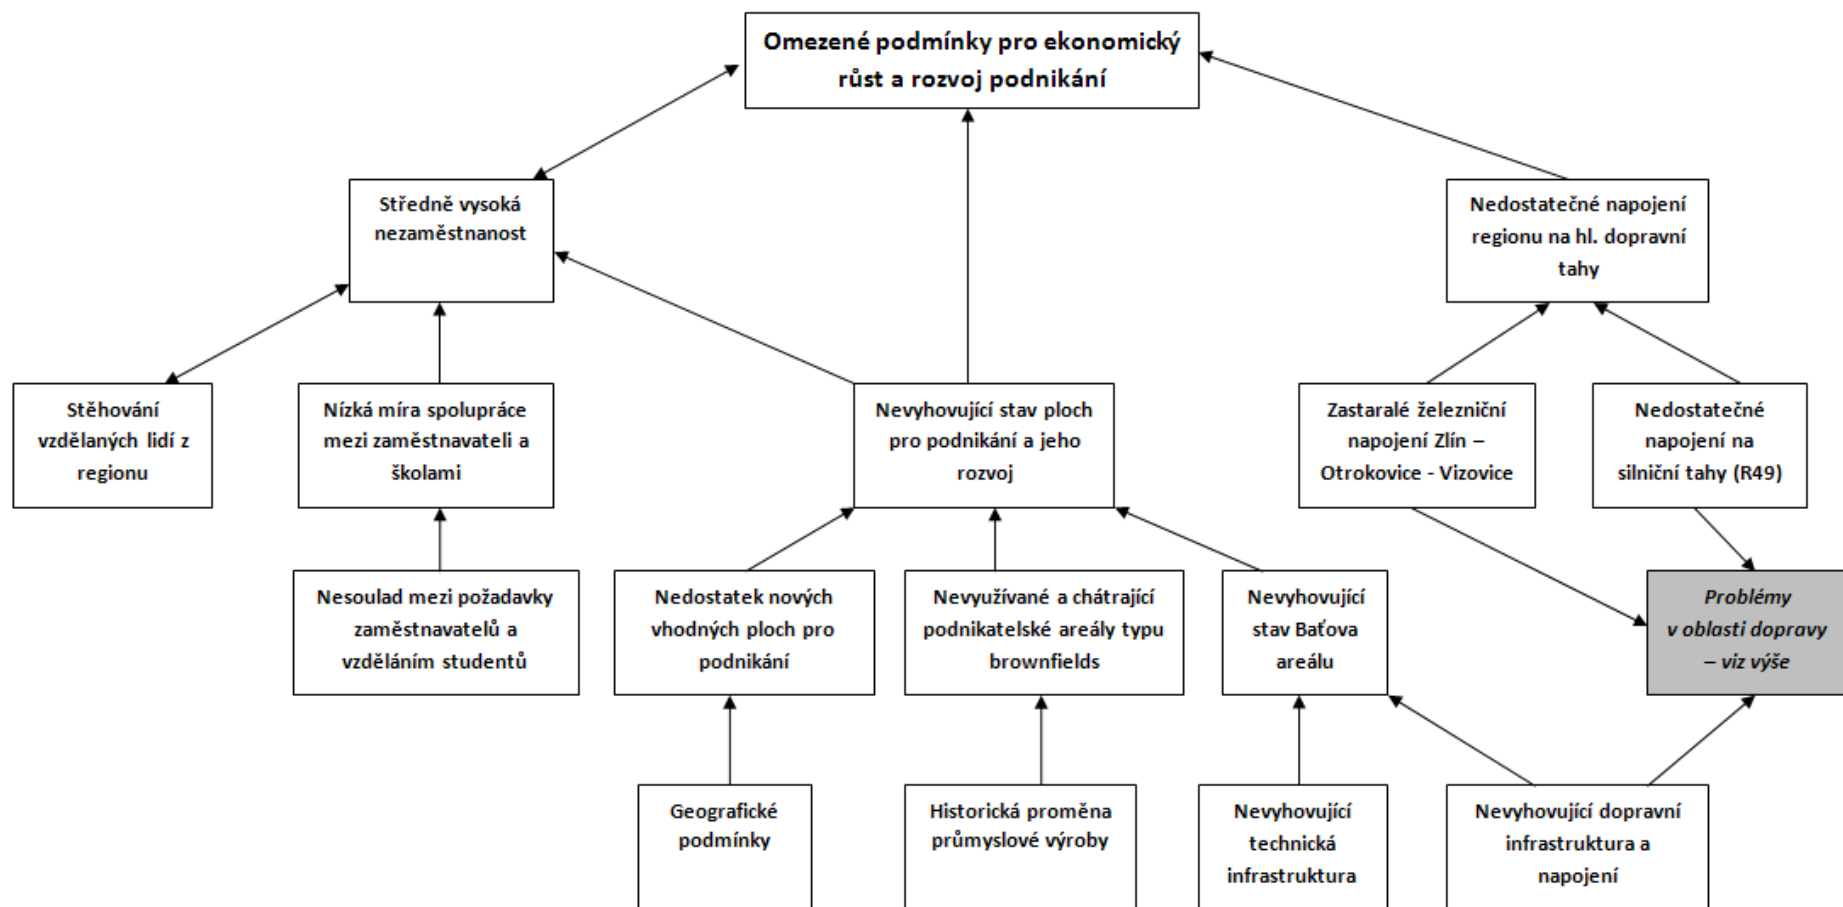 Omezené podmínky pro ekonomický
růst a rozvoj podnikání
Středně vysoká
nezaměstnanost
Nedostatečné napojení
regionu na hl. dopravní
tahy
Stěhování
vzdělaných lidí z
regionu
Nízká míra spolupráce
mezi zaměstnavateli a
školami
Nevyhovující stav ploch
pro podnikání a jeho
rozvoj
Zastaralé železniční
napojení Zlín –
Otrokovice - Vizovice
Nedostatečné
napojení na
silniční tahy (R49)
Nesoulad mezi požadavky
zaměstnavatelů a
vzděláním studentů
Nedostatek nových
vhodných ploch pro
podnikání
Nevyužívané a chátrající
podnikatelské areály typu
brownfields
Nevyhovující
stav Baťova
areálu
Problémy
v oblasti dopravy
– viz výše
Geografické
podmínky
Historická proměna
průmyslové výroby
Nevyhovující
technická
infrastruktura
Nevyhovující dopravní
infrastruktura a
napojení